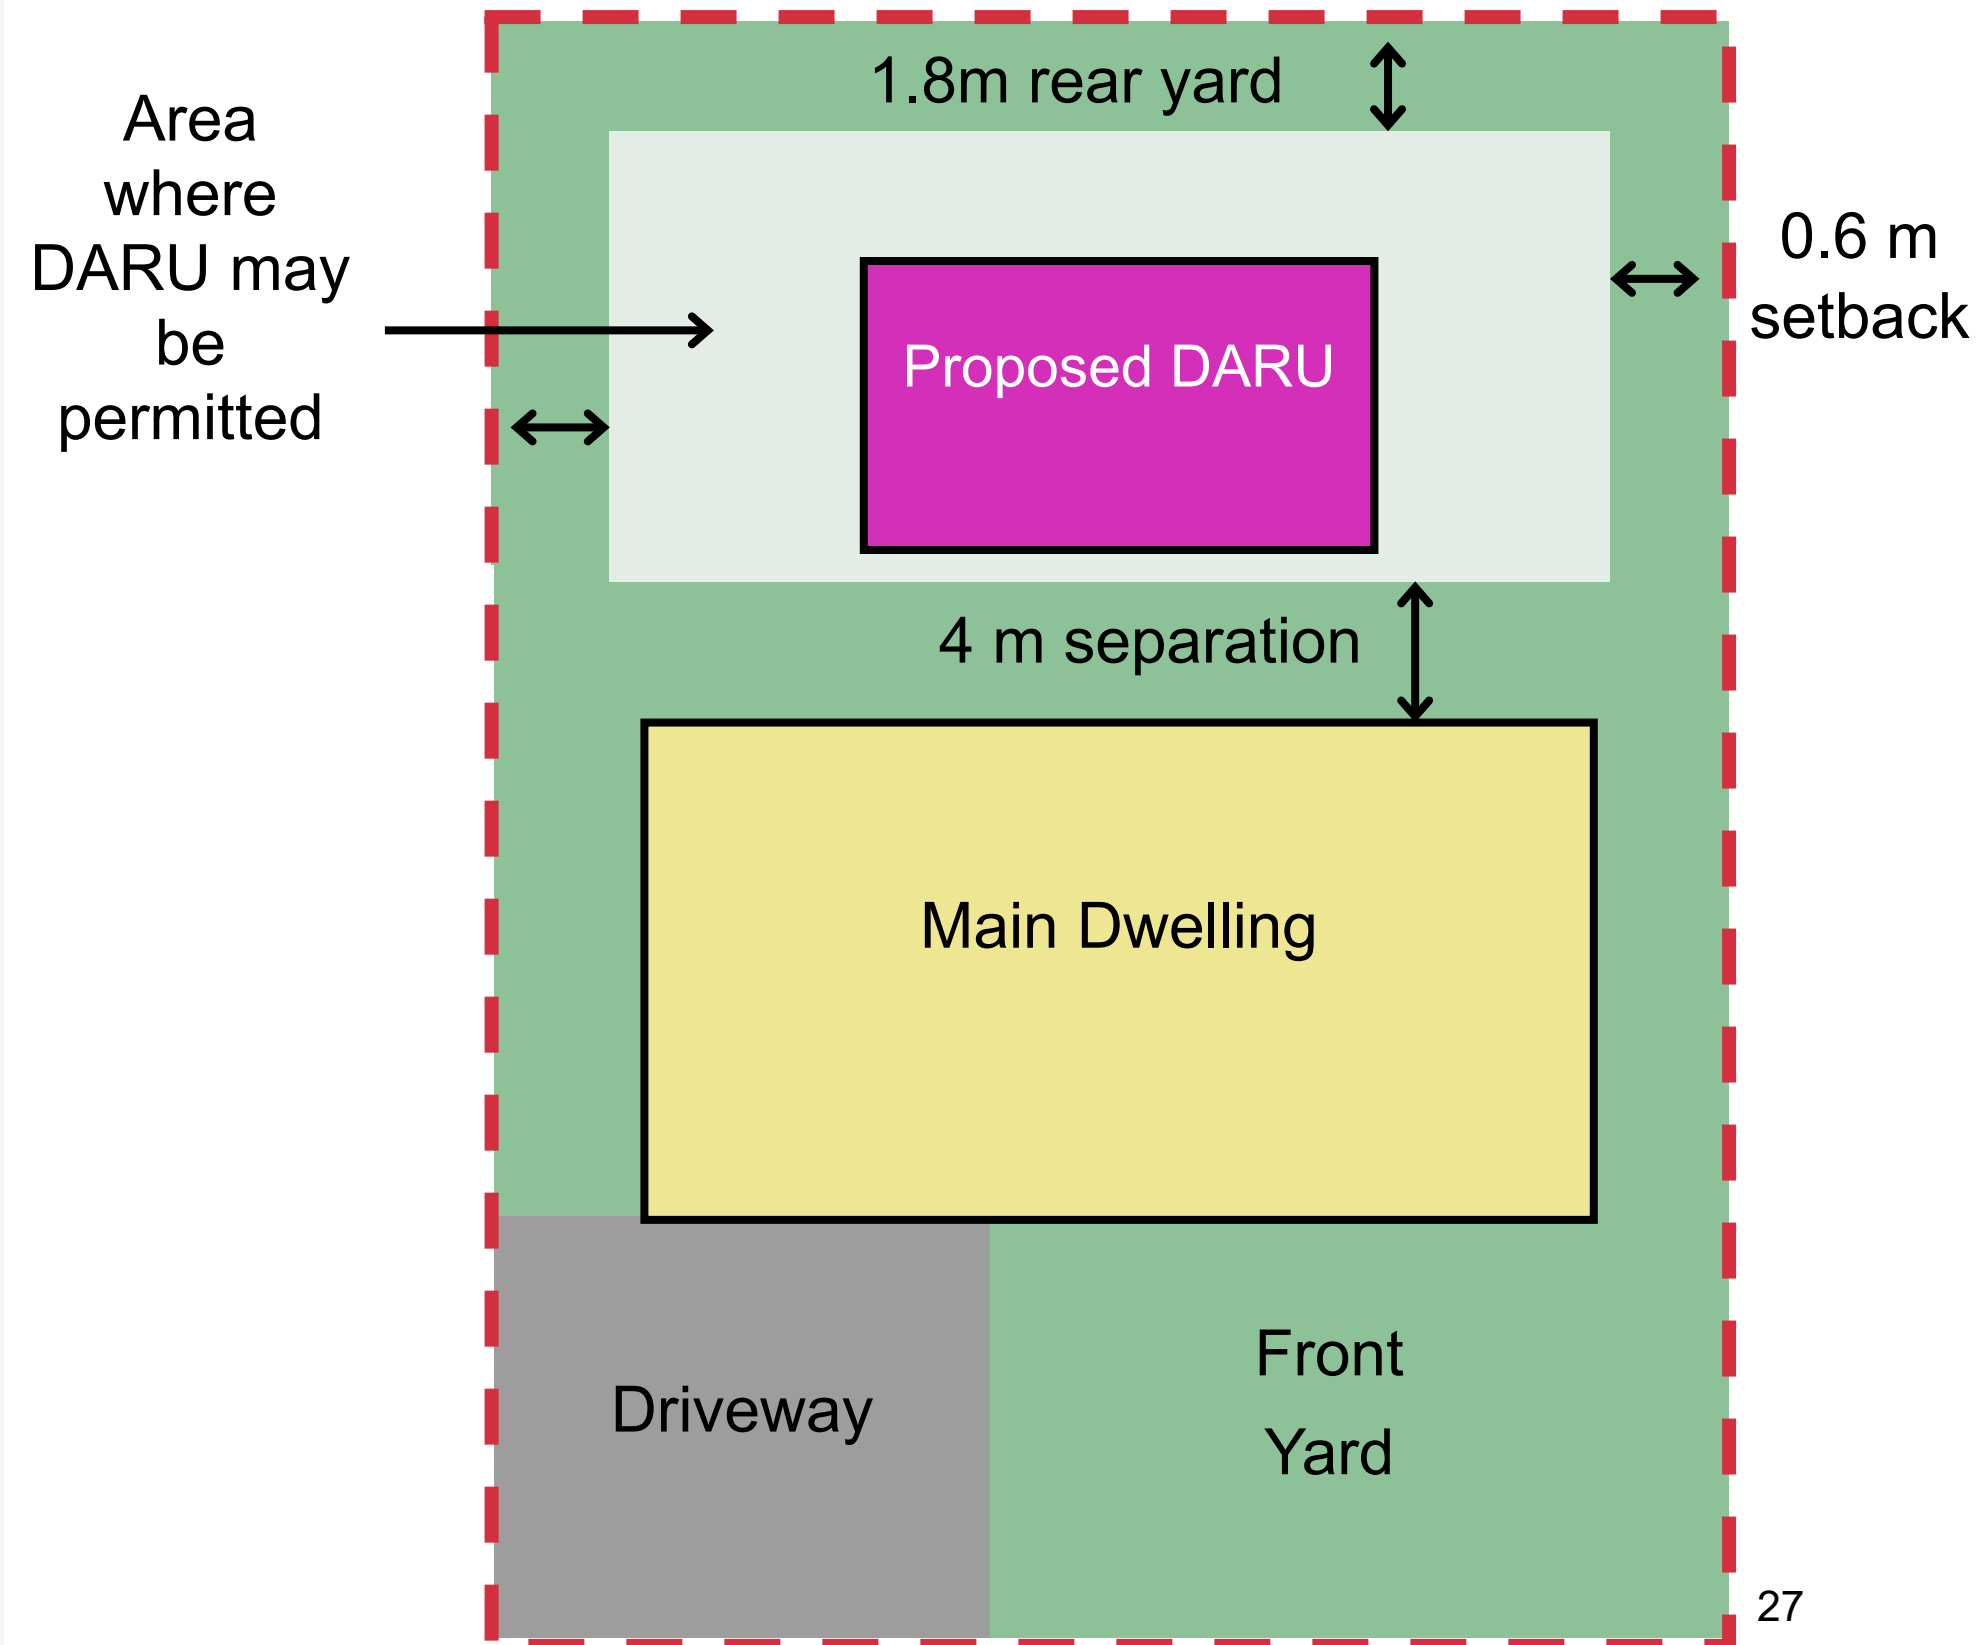 1.8m rear yard
Area
where
DARU may
be
permitted
0.6 m
setback
Proposed DARU
4 m separation
Main Dwelling
Driveway
Front
Yard
27